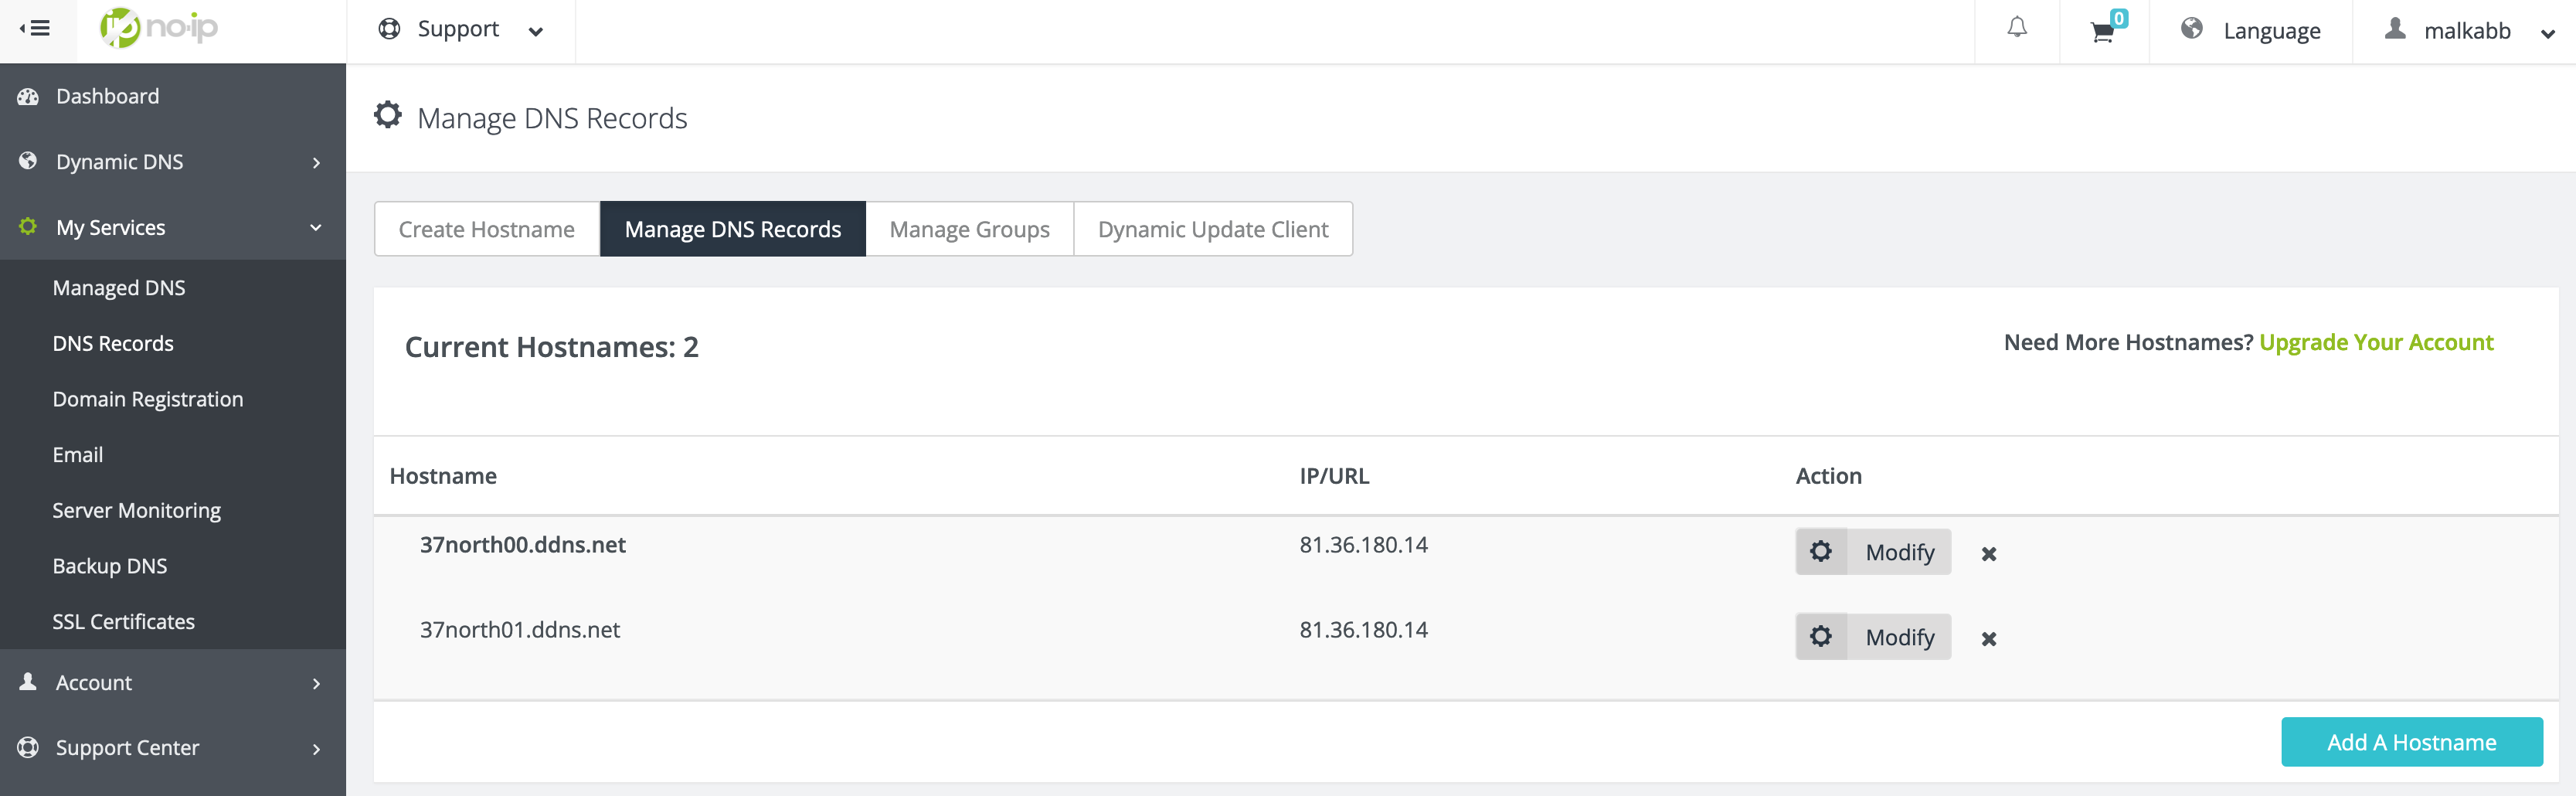 no-ip
Support
0
Language
malkabb
Dashboard
Dynamic DNS
My Services
Managed DNS
DNS Records
Domain Registration
Email
Server Monitoring
Backup DNS
SSL Certificates
Account
Support Center
Manage DNS Records
Create Hostname Manage DNS Records Manage Groups Dynamic Update Client
Current Hostnames: 2
Need More Hostnames? Upgrade Your Account
Hostname IP/URL Action
37north00.ddns.net 81.36.180.14 Modify
37north01.ddns.net 81.36.180.14 Modify
Add A Hostname